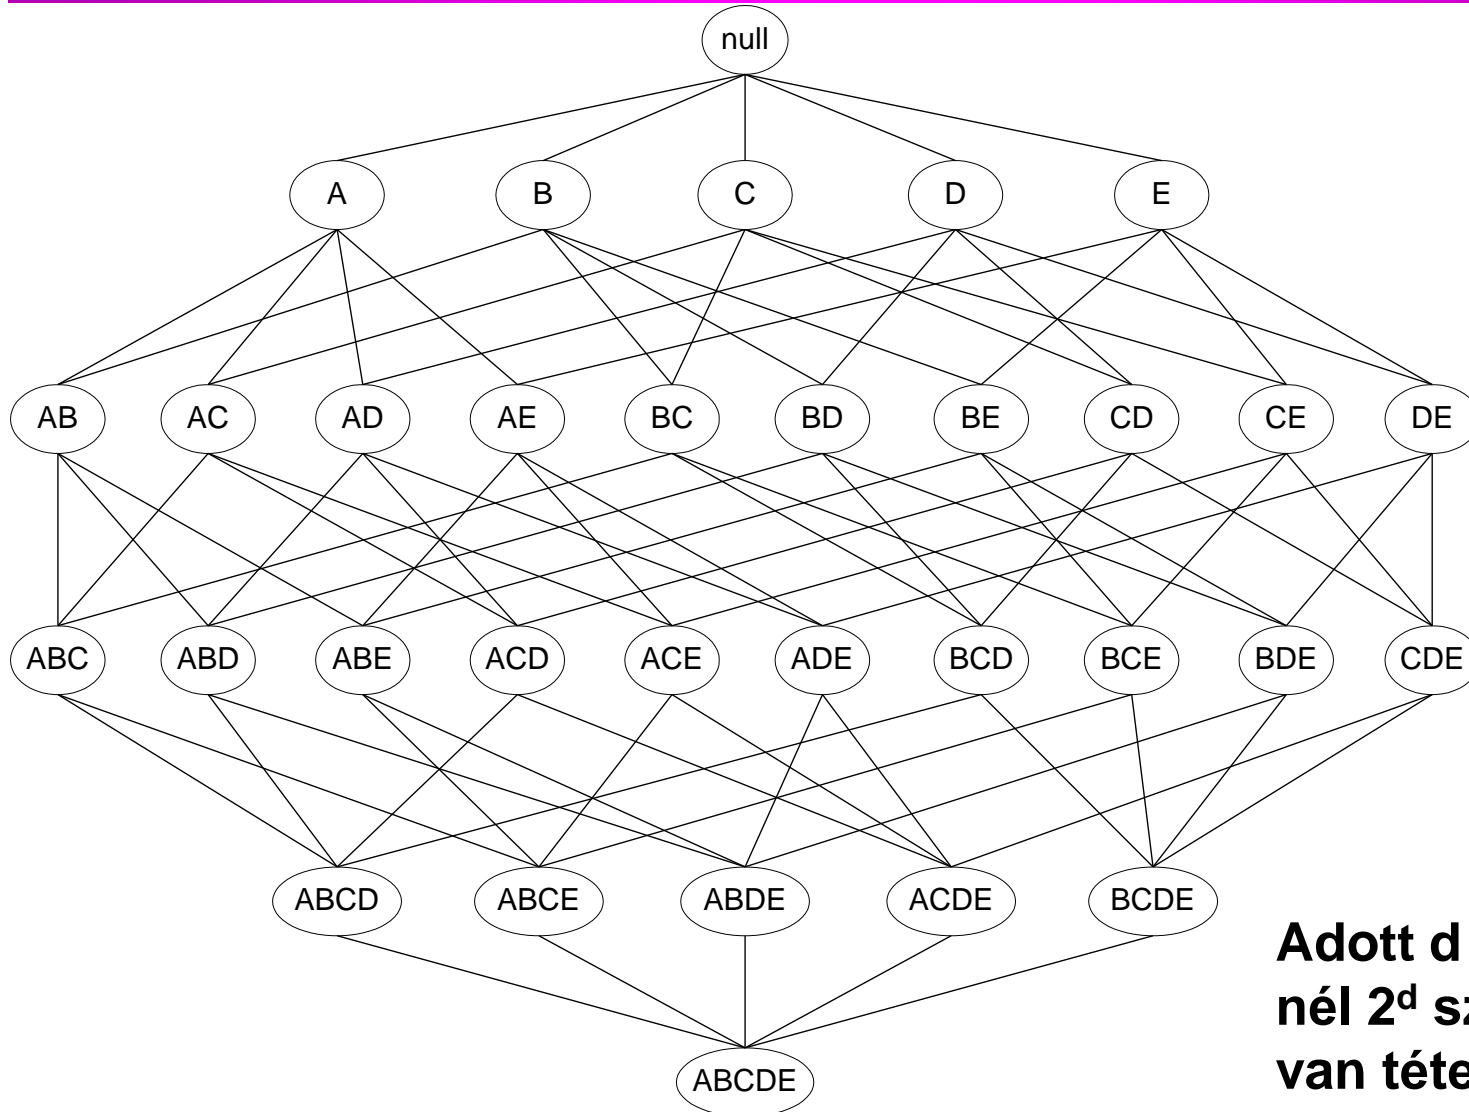 null
A B C D E
AB AC AD AE BC BD BE CD CE DE
ABC ABD ABE ACD ACE ADE BCD BCE BDE CDE
ABCD ABCE ABDE ACDE BCDE
ABCDE
Adott d
nél 2ᵈ
van